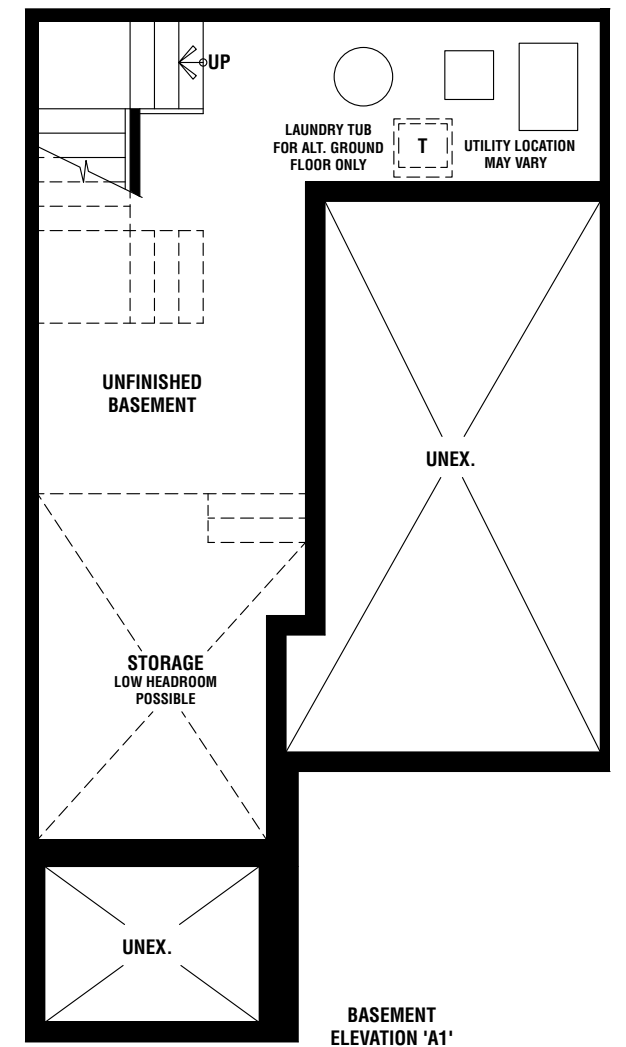 UP
LAUNDRY TUB
FOR ALT. GROUND
FLOOR ONLY
T
UTILITY LOCATION
MAY VARY
UNFINISHED
BASEMENT
UNEX.
STORAGE
LOW HEADROOM
POSSIBLE
UNEX.
BASEMENT
ELEVATION 'A1'